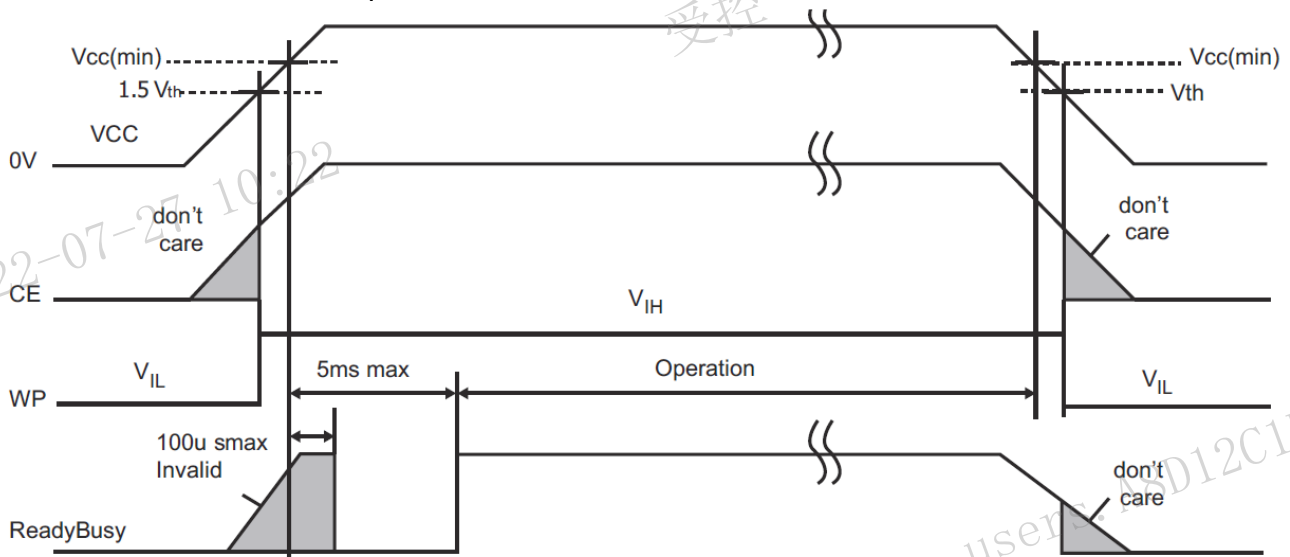 受控
Vcc(min)
Vcc(min)
1.5 Vth
Vth
VCC
0V
22-07-27 10:22
don't
care
don't
care
CE
VIH
VIL
5ms max
Operation
VIL
WP
100u smax
Invalid
don't
care
ReadyBusy
users.A8D12C1